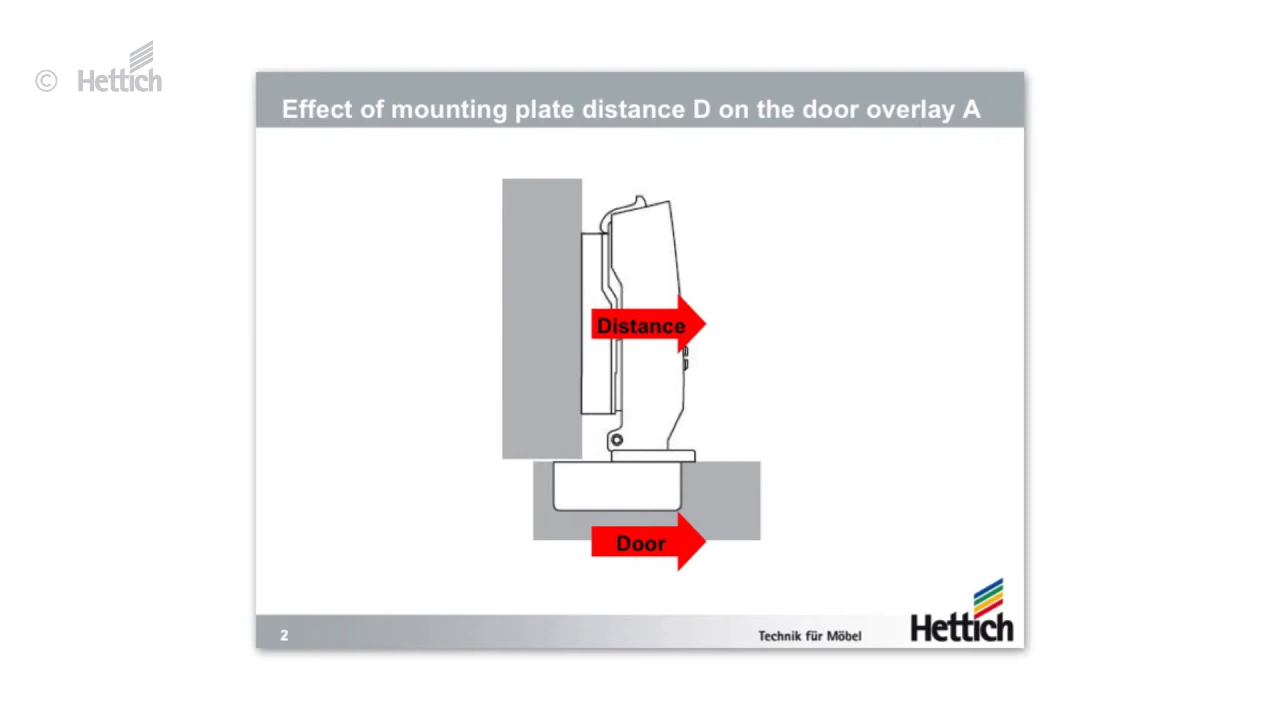 © Hettich
Effect of mounting plate distance D on the door overlay A
Distance
Door
2
Technik für Möbel
Hettich